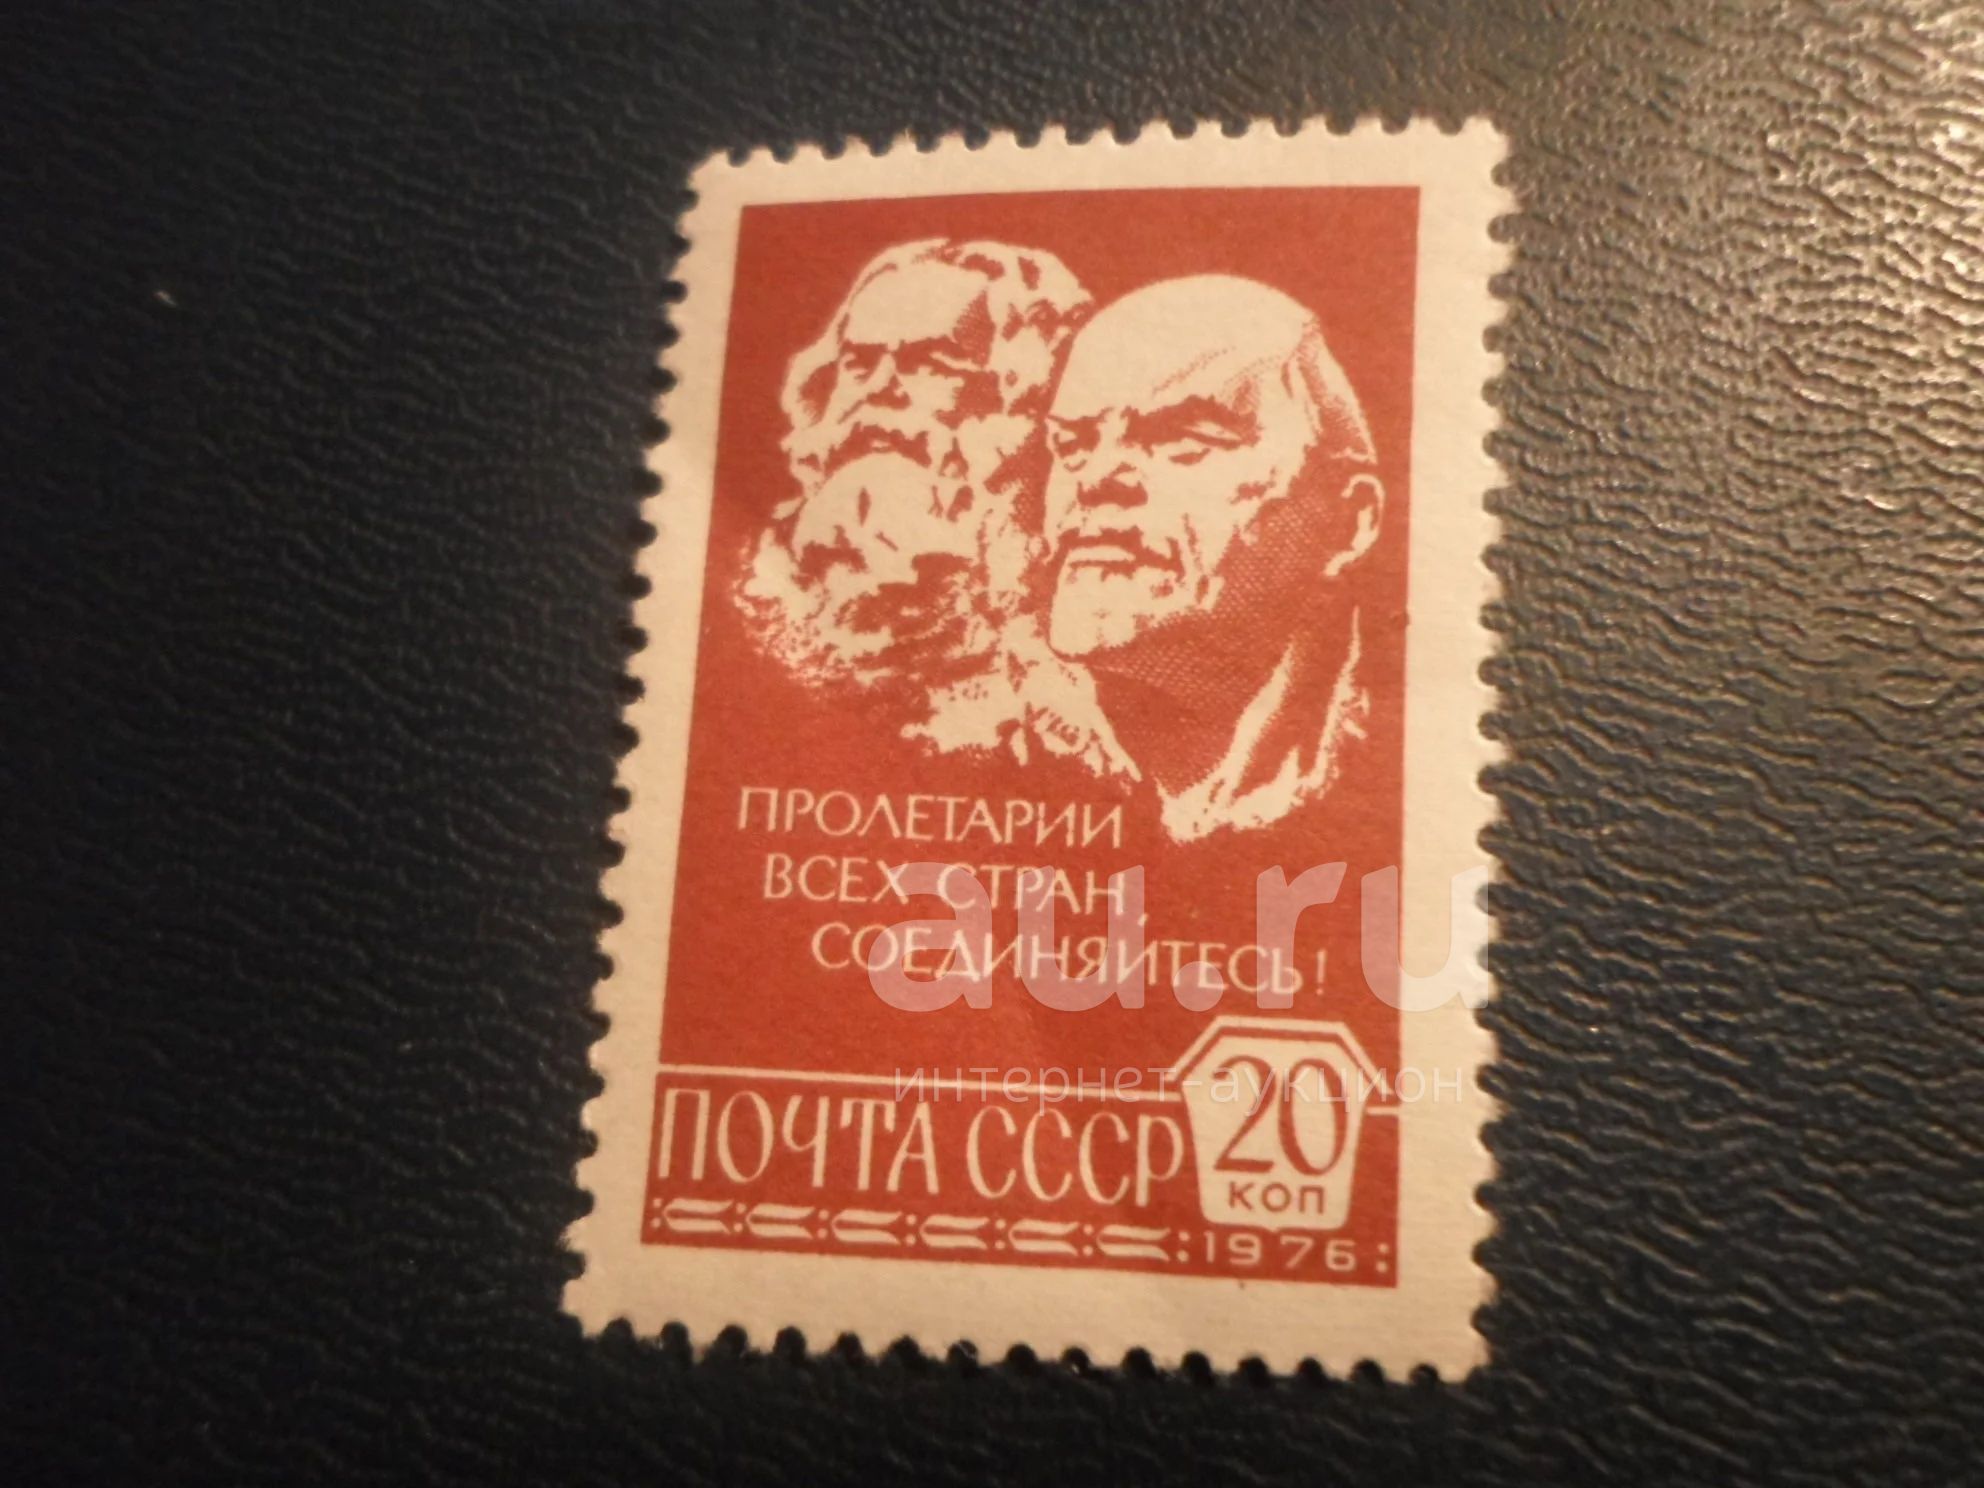 ПРОЛЕТАРИИ
ВСЕХ СТРАН,
СОЕДИНЯЙТЕСЬ!
au.ru
интернет-аукцион
ПОЧТА СССР
20
КОП
1976